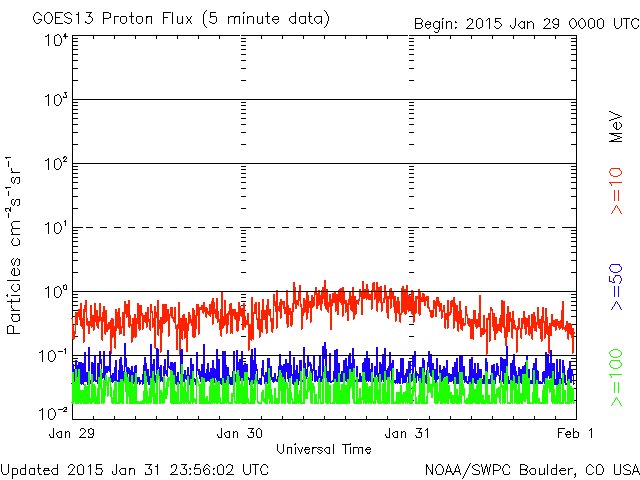 GOES13 Proton Flux (5 minute data)
Begin: 2015 Jan 29 0000 UTC
10⁴
10³
10²
10¹
10⁰
10⁻¹
10⁻²
Particles cm⁻²s⁻¹sr⁻¹
>=10 MeV
>=50
>=100
Jan 29 Jan 30 Jan 31 Feb 1
Universal Time
Updated 2015 Jan 31 23:56:02 UTC
NOAA/SWPC Boulder, CO USA